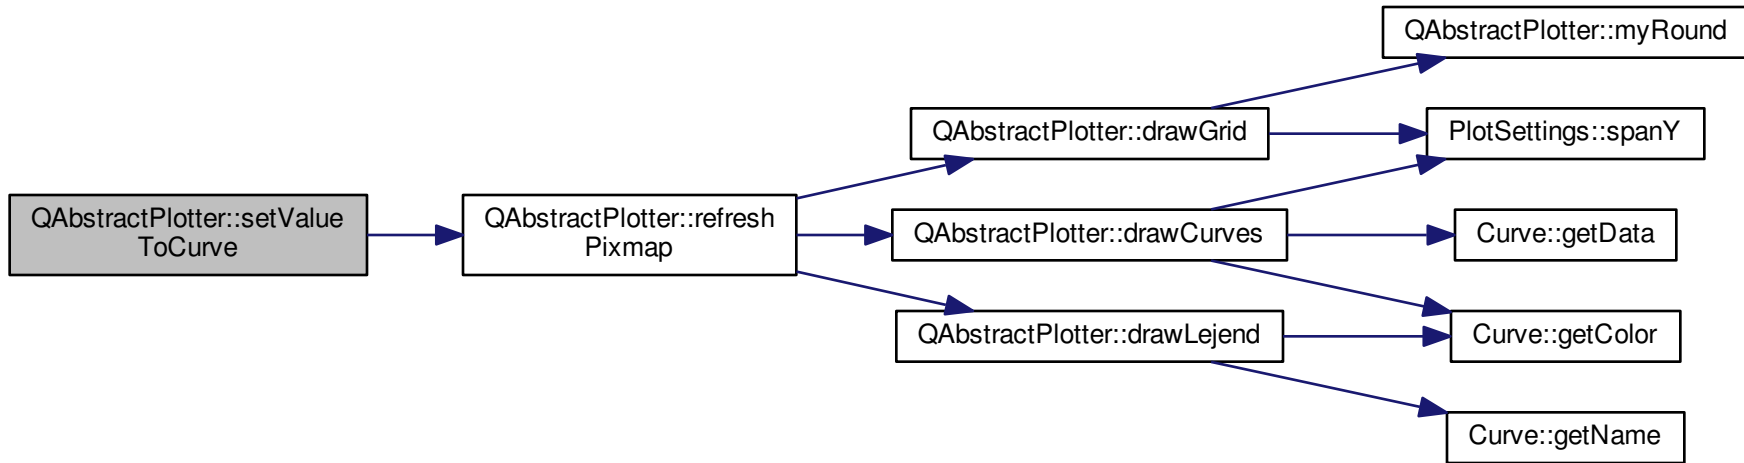 QAbstractPlotter::setValue
ToCurve
QAbstractPlotter::refresh
Pixmap
QAbstractPlotter::drawGrid
QAbstractPlotter::drawCurves
QAbstractPlotter::drawLejend
QAbstractPlotter::myRound
PlotSettings::spanY
Curve::getData
Curve::getColor
Curve::getName